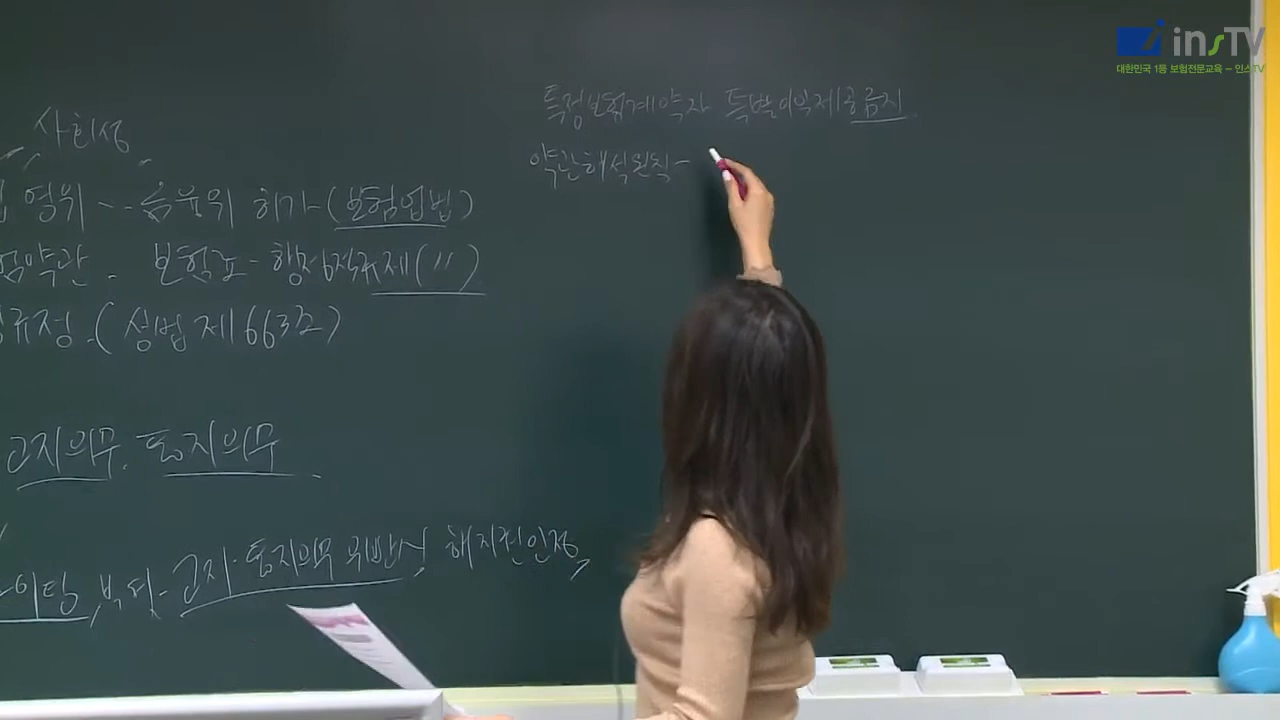 사회성
영위 - 금융위 허가 (보험업법)
험약관 - 보험료 - 행정적규제 (〃)
규정 - (상법 제663조)
고지의무. 통지의무
고지·통지의무 위반시, 해지권인정,
특정보험계약자 특별이익제공금지
약관해석원칙 -
insTV
대한민국 1등 보험전문교육 - 인스TV